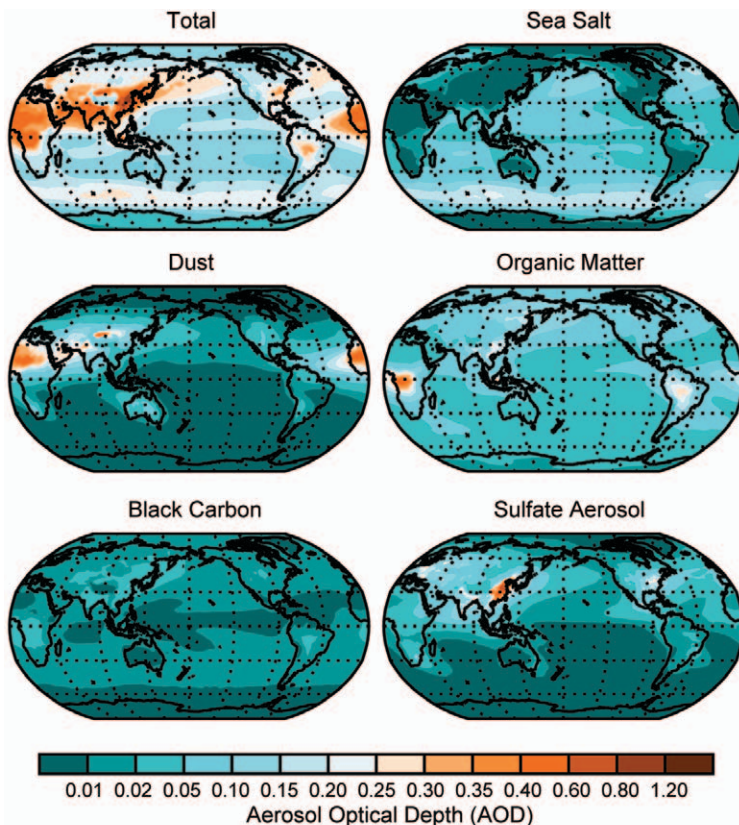 Total
Sea Salt
Dust
Organic Matter
Black Carbon
Sulfate Aerosol
0.01 0.02 0.05 0.10 0.15 0.20 0.25 0.30 0.35 0.40 0.60 0.80 1.20
Aerosol Optical Depth (AOD)